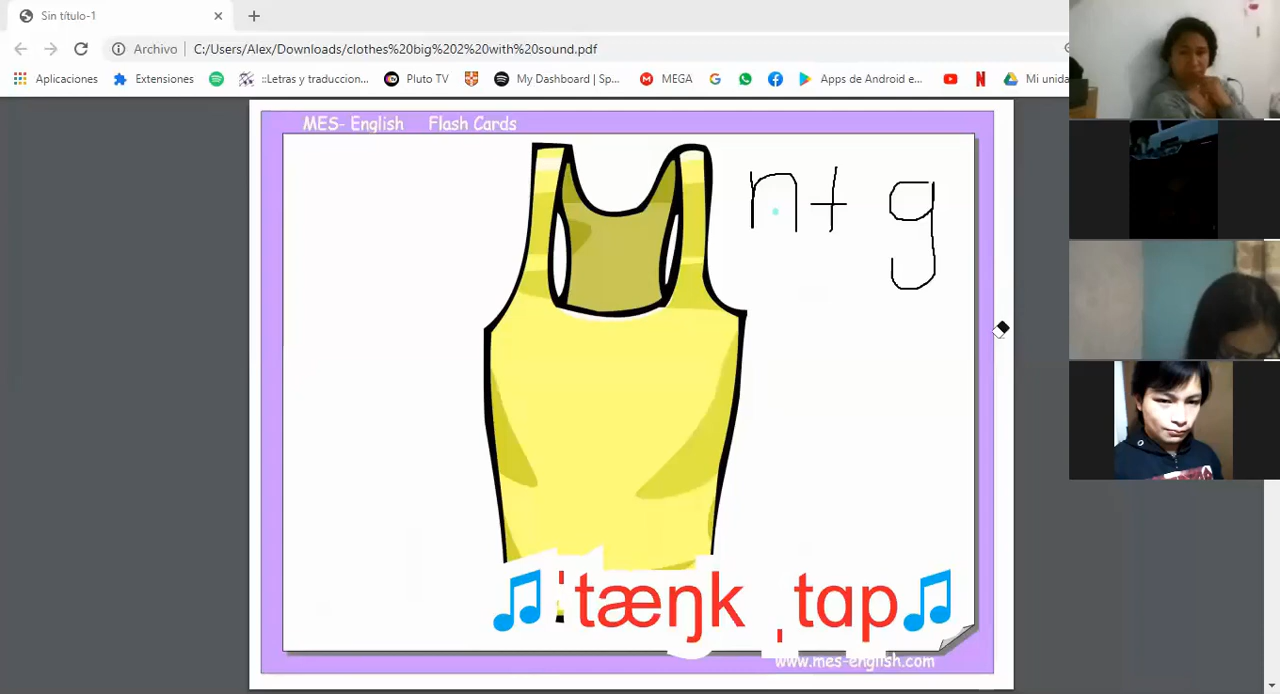 Sin título-1
Archivo C:/Users/Alex/Downloads/clothes%20big%202%20with%20sound.pdf
Aplicaciones Extensiones ::Letras y traduccion... Pluto TV My Dashboard | Sp... MEGA Apps de Android e... Mi unida
MES- English Flash Cards
n + g
ˈtæŋk ˌtɑp
www.mes-english.com